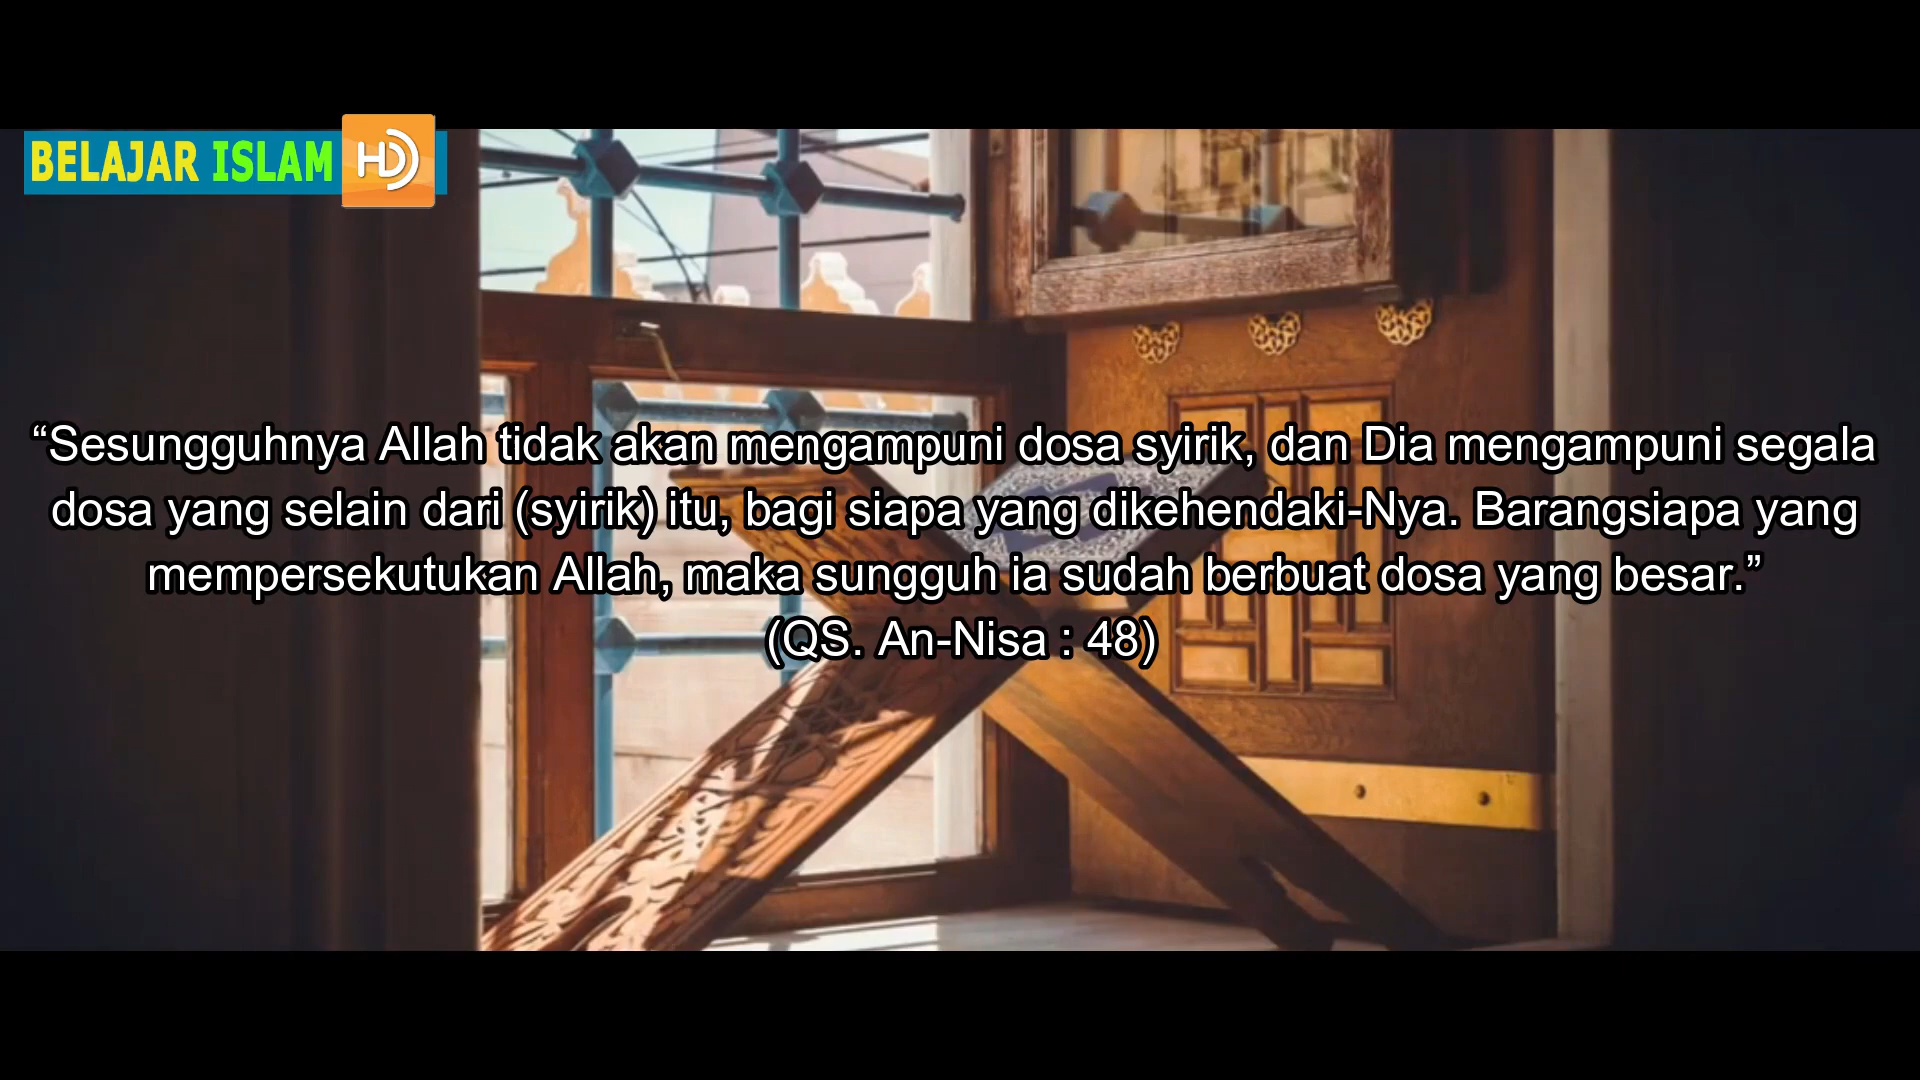 BELAJAR ISLAM HD
“Sesungguhnya Allah tidak akan mengampuni dosa syirik, dan Dia mengampuni segala
dosa yang selain dari (syirik) itu, bagi siapa yang dikehendaki-Nya. Barangsiapa yang
mempersekutukan Allah, maka sungguh ia sudah berbuat dosa yang besar.”
(QS. An-Nisa : 48)